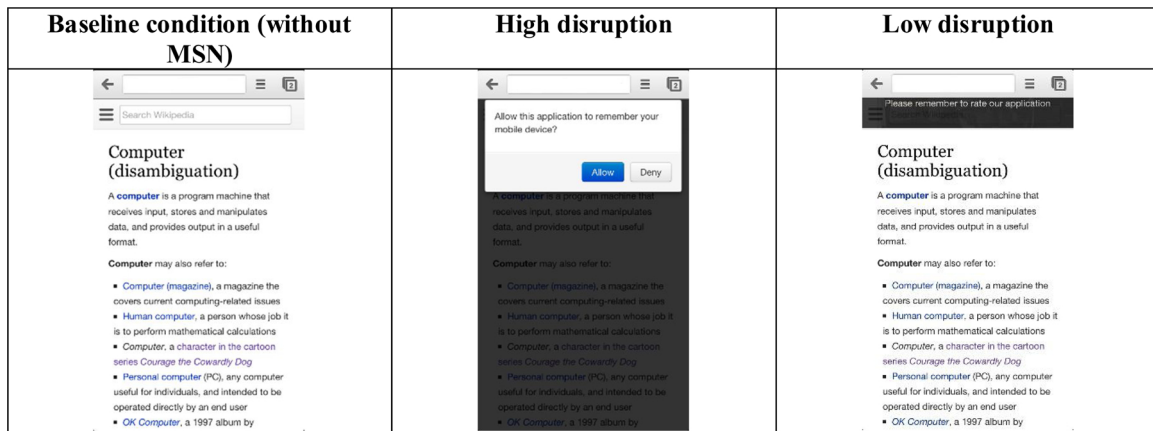 Baseline condition (without
MSN)
High disruption
Low disruption
2
Search Wikipedia
Computer
(disambiguation)
A computer is a program machine that
receives input, stores and manipulates
data, and provides output in a useful
format.
Computer may also refer to:
▪ Computer (magazine), a magazine the
covers current computing-related issues
▪ Human computer, a person whose job it
is to perform mathematical calculations
▪ Computer, a character in the cartoon
series Courage the Cowardly Dog
▪ Personal computer (PC), any computer
useful for individuals, and intended to be
operated directly by an end user
▪ OK Computer, a 1997 album by
2
Allow this application to remember your
mobile device?
Allow
Deny
A computer is a program machine that
receives input, stores and manipulates
data, and provides output in a useful
format.
Computer may also refer to:
▪ Computer (magazine), a magazine the
covers current computing-related issues
▪ Human computer, a person whose job it
is to perform mathematical calculations
▪ Computer, a character in the cartoon
series Courage the Cowardly Dog
▪ Personal computer (PC), any computer
useful for individuals, and intended to be
operated directly by an end user
▪ OK Computer, a 1997 album by
2
Please remember to rate our application
Search Wikipedia
Computer
(disambiguation)
A computer is a program machine that
receives input, stores and manipulates
data, and provides output in a useful
format.
Computer may also refer to:
▪ Computer (magazine), a magazine the
covers current computing-related issues
▪ Human computer, a person whose job it
is to perform mathematical calculations
▪ Computer, a character in the cartoon
series Courage the Cowardly Dog
▪ Personal computer (PC), any computer
useful for individuals, and intended to be
operated directly by an end user
▪ OK Computer, a 1997 album by